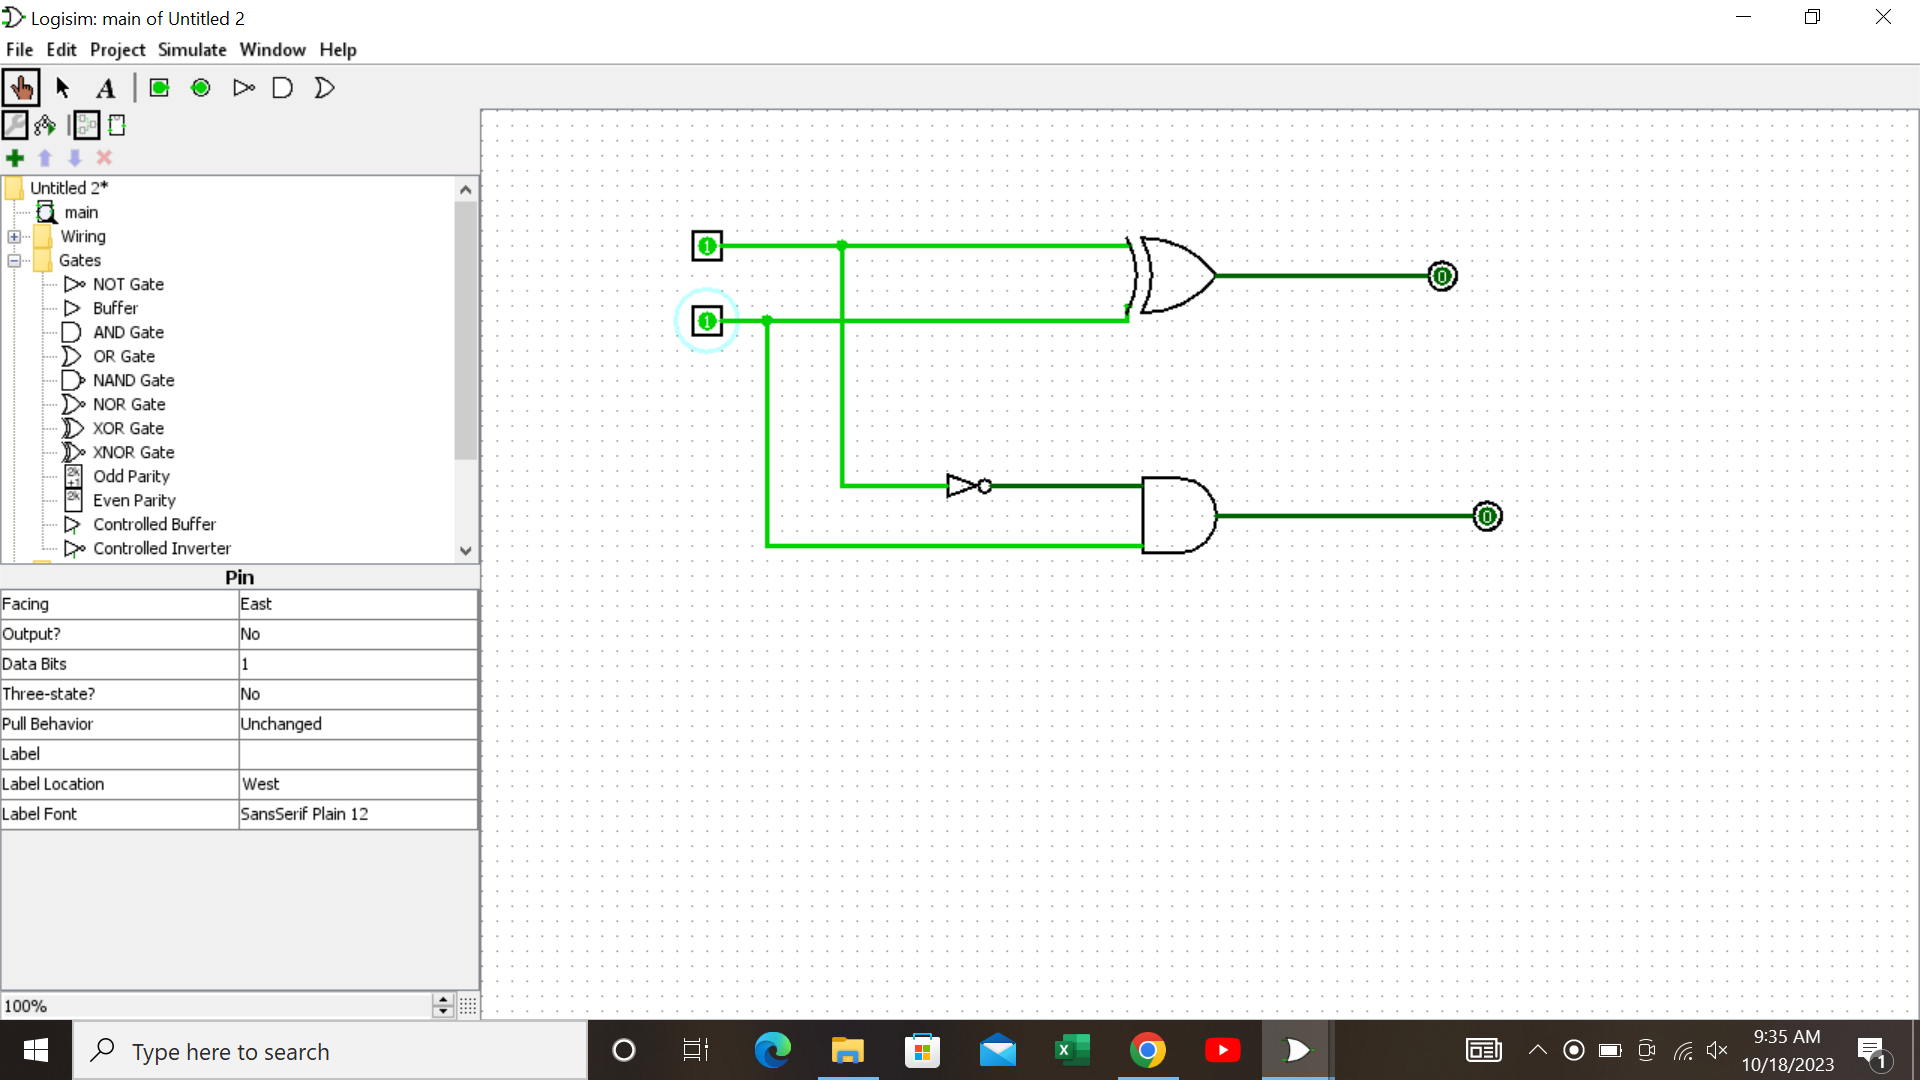 Logisim: main of Untitled 2
File Edit Project Simulate Window Help
A
Untitled 2*
main
Wiring
Gates
NOT Gate
Buffer
AND Gate
OR Gate
NAND Gate
NOR Gate
XOR Gate
XNOR Gate
2k +1 Odd Parity
2k Even Parity
Controlled Buffer
Controlled Inverter
Pin
Facing East
Output? No
Data Bits 1
Three-state? No
Pull Behavior Unchanged
Label
Label Location West
Label Font SansSerif Plain 12
100%
1
1
0
0
Type here to search
9:35 AM
10/18/2023
1